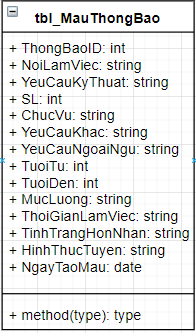 tbl_MauThongBao
+ ThongBaoID: int
+ NoiLamViec: string
+ YeuCauKyThuat: string
+ SL: int
+ ChucVu: string
+ YeuCauKhac: string
+ YeuCauNgoaiNgu: string
+ TuoiTu: int
+ TuoiDen: int
+ MucLuong: string
+ ThoiGianLamViec: string
+ TinhTrangHonNhan: string
+ HinhThucTuyen: string
+ NgayTaoMau: date
+ method(type): type